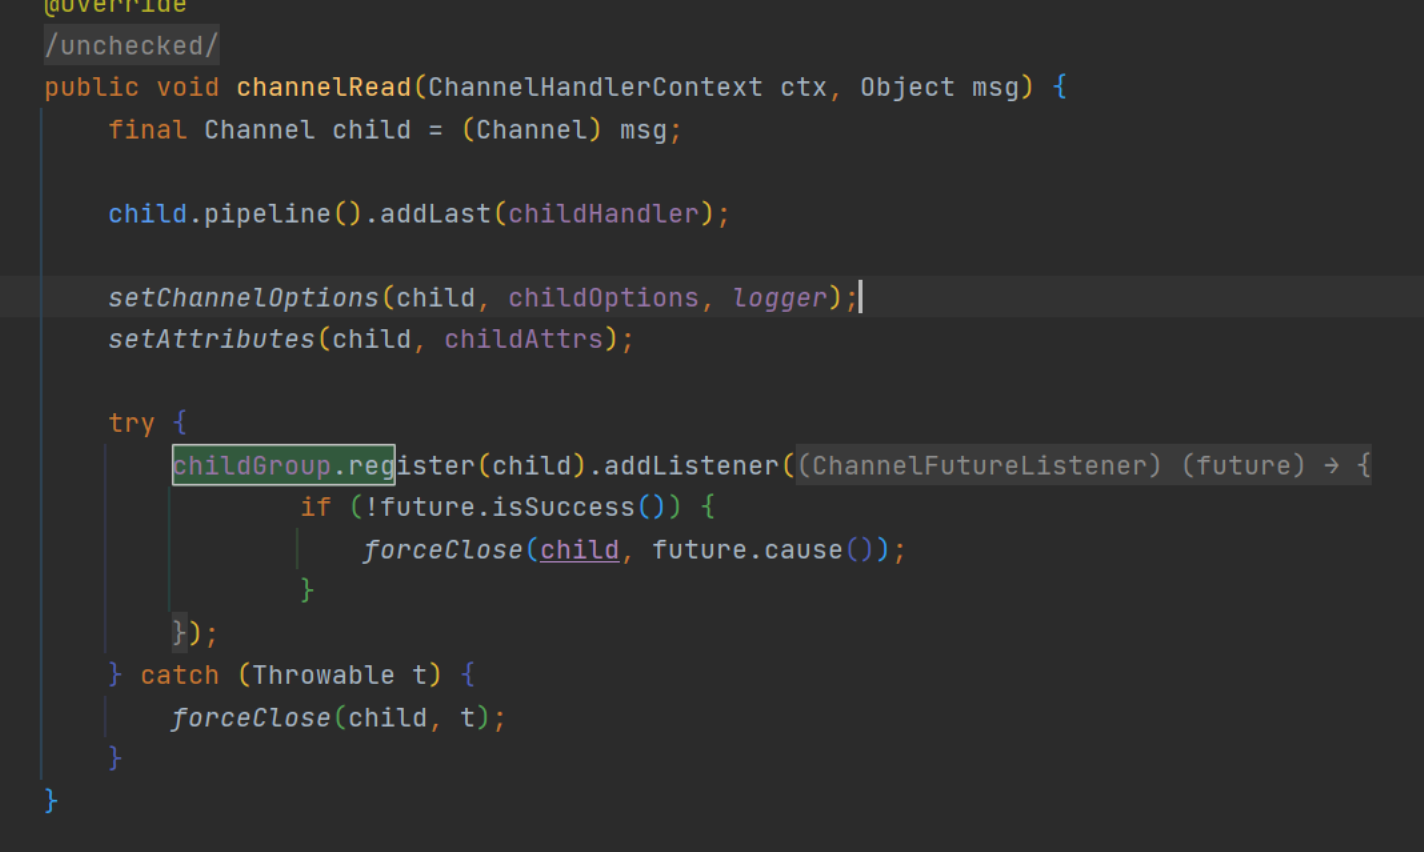 @Override
/unchecked/
public void channelRead(ChannelHandlerContext ctx, Object msg) {
final Channel child = (Channel) msg;
child.pipeline().addLast(childHandler);
setChannelOptions(child, childOptions, logger);
setAttributes(child, childAttrs);
try {
childGroup.register(child).addListener((ChannelFutureListener) (future) → {
if (!future.isSuccess()) {
forceClose(child, future.cause());
}
});
} catch (Throwable t) {
forceClose(child, t);
}
}